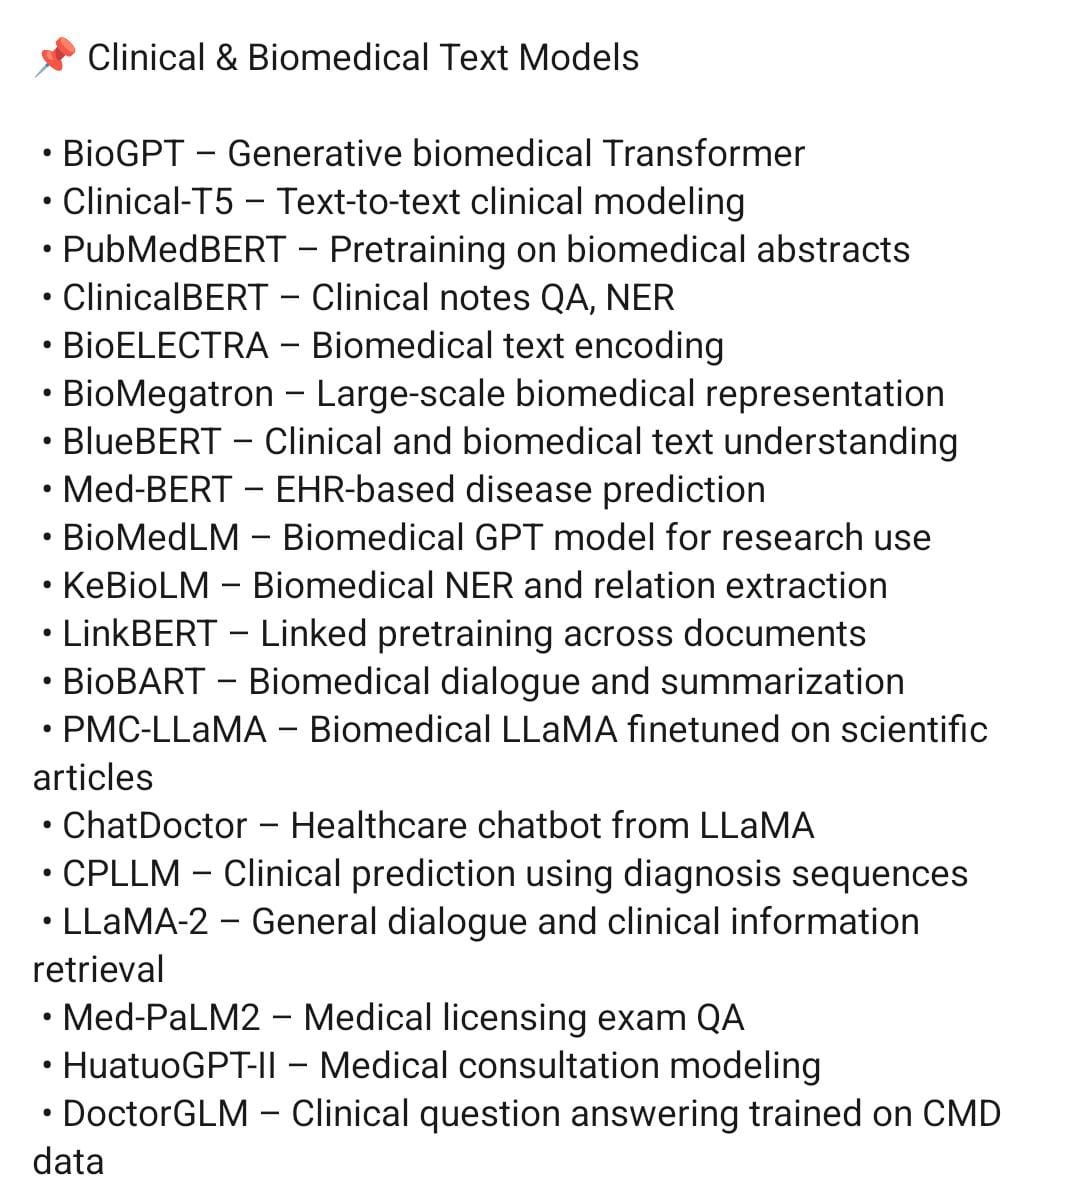 📌 Clinical & Biomedical Text Models
• BioGPT – Generative biomedical Transformer
• Clinical-T5 – Text-to-text clinical modeling
• PubMedBERT – Pretraining on biomedical abstracts
• ClinicalBERT – Clinical notes QA, NER
• BioELECTRA – Biomedical text encoding
• BioMegatron – Large-scale biomedical representation
• BlueBERT – Clinical and biomedical text understanding
• Med-BERT – EHR-based disease prediction
• BioMedLM – Biomedical GPT model for research use
• KeBioLM – Biomedical NER and relation extraction
• LinkBERT – Linked pretraining across documents
• BioBART – Biomedical dialogue and summarization
• PMC-LLaMA – Biomedical LLaMA finetuned on scientific
articles
• ChatDoctor – Healthcare chatbot from LLaMA
• CPLLM – Clinical prediction using diagnosis sequences
• LLaMA-2 – General dialogue and clinical information
retrieval
• Med-PaLM2 – Medical licensing exam QA
• HuatuoGPT-II – Medical consultation modeling
• DoctorGLM – Clinical question answering trained on CMD
data